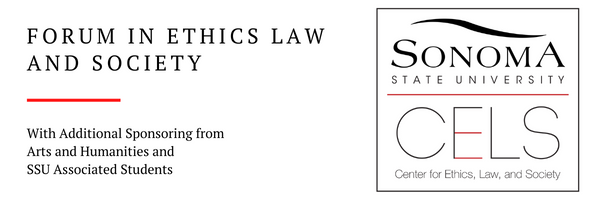 FORUM IN ETHICS LAW
AND SOCIETY
With Additional Sponsoring from
Arts and Humanities and
SSU Associated Students
SONOMA
STATE UNIVERSITY
CELS
Center for Ethics, Law, and Society